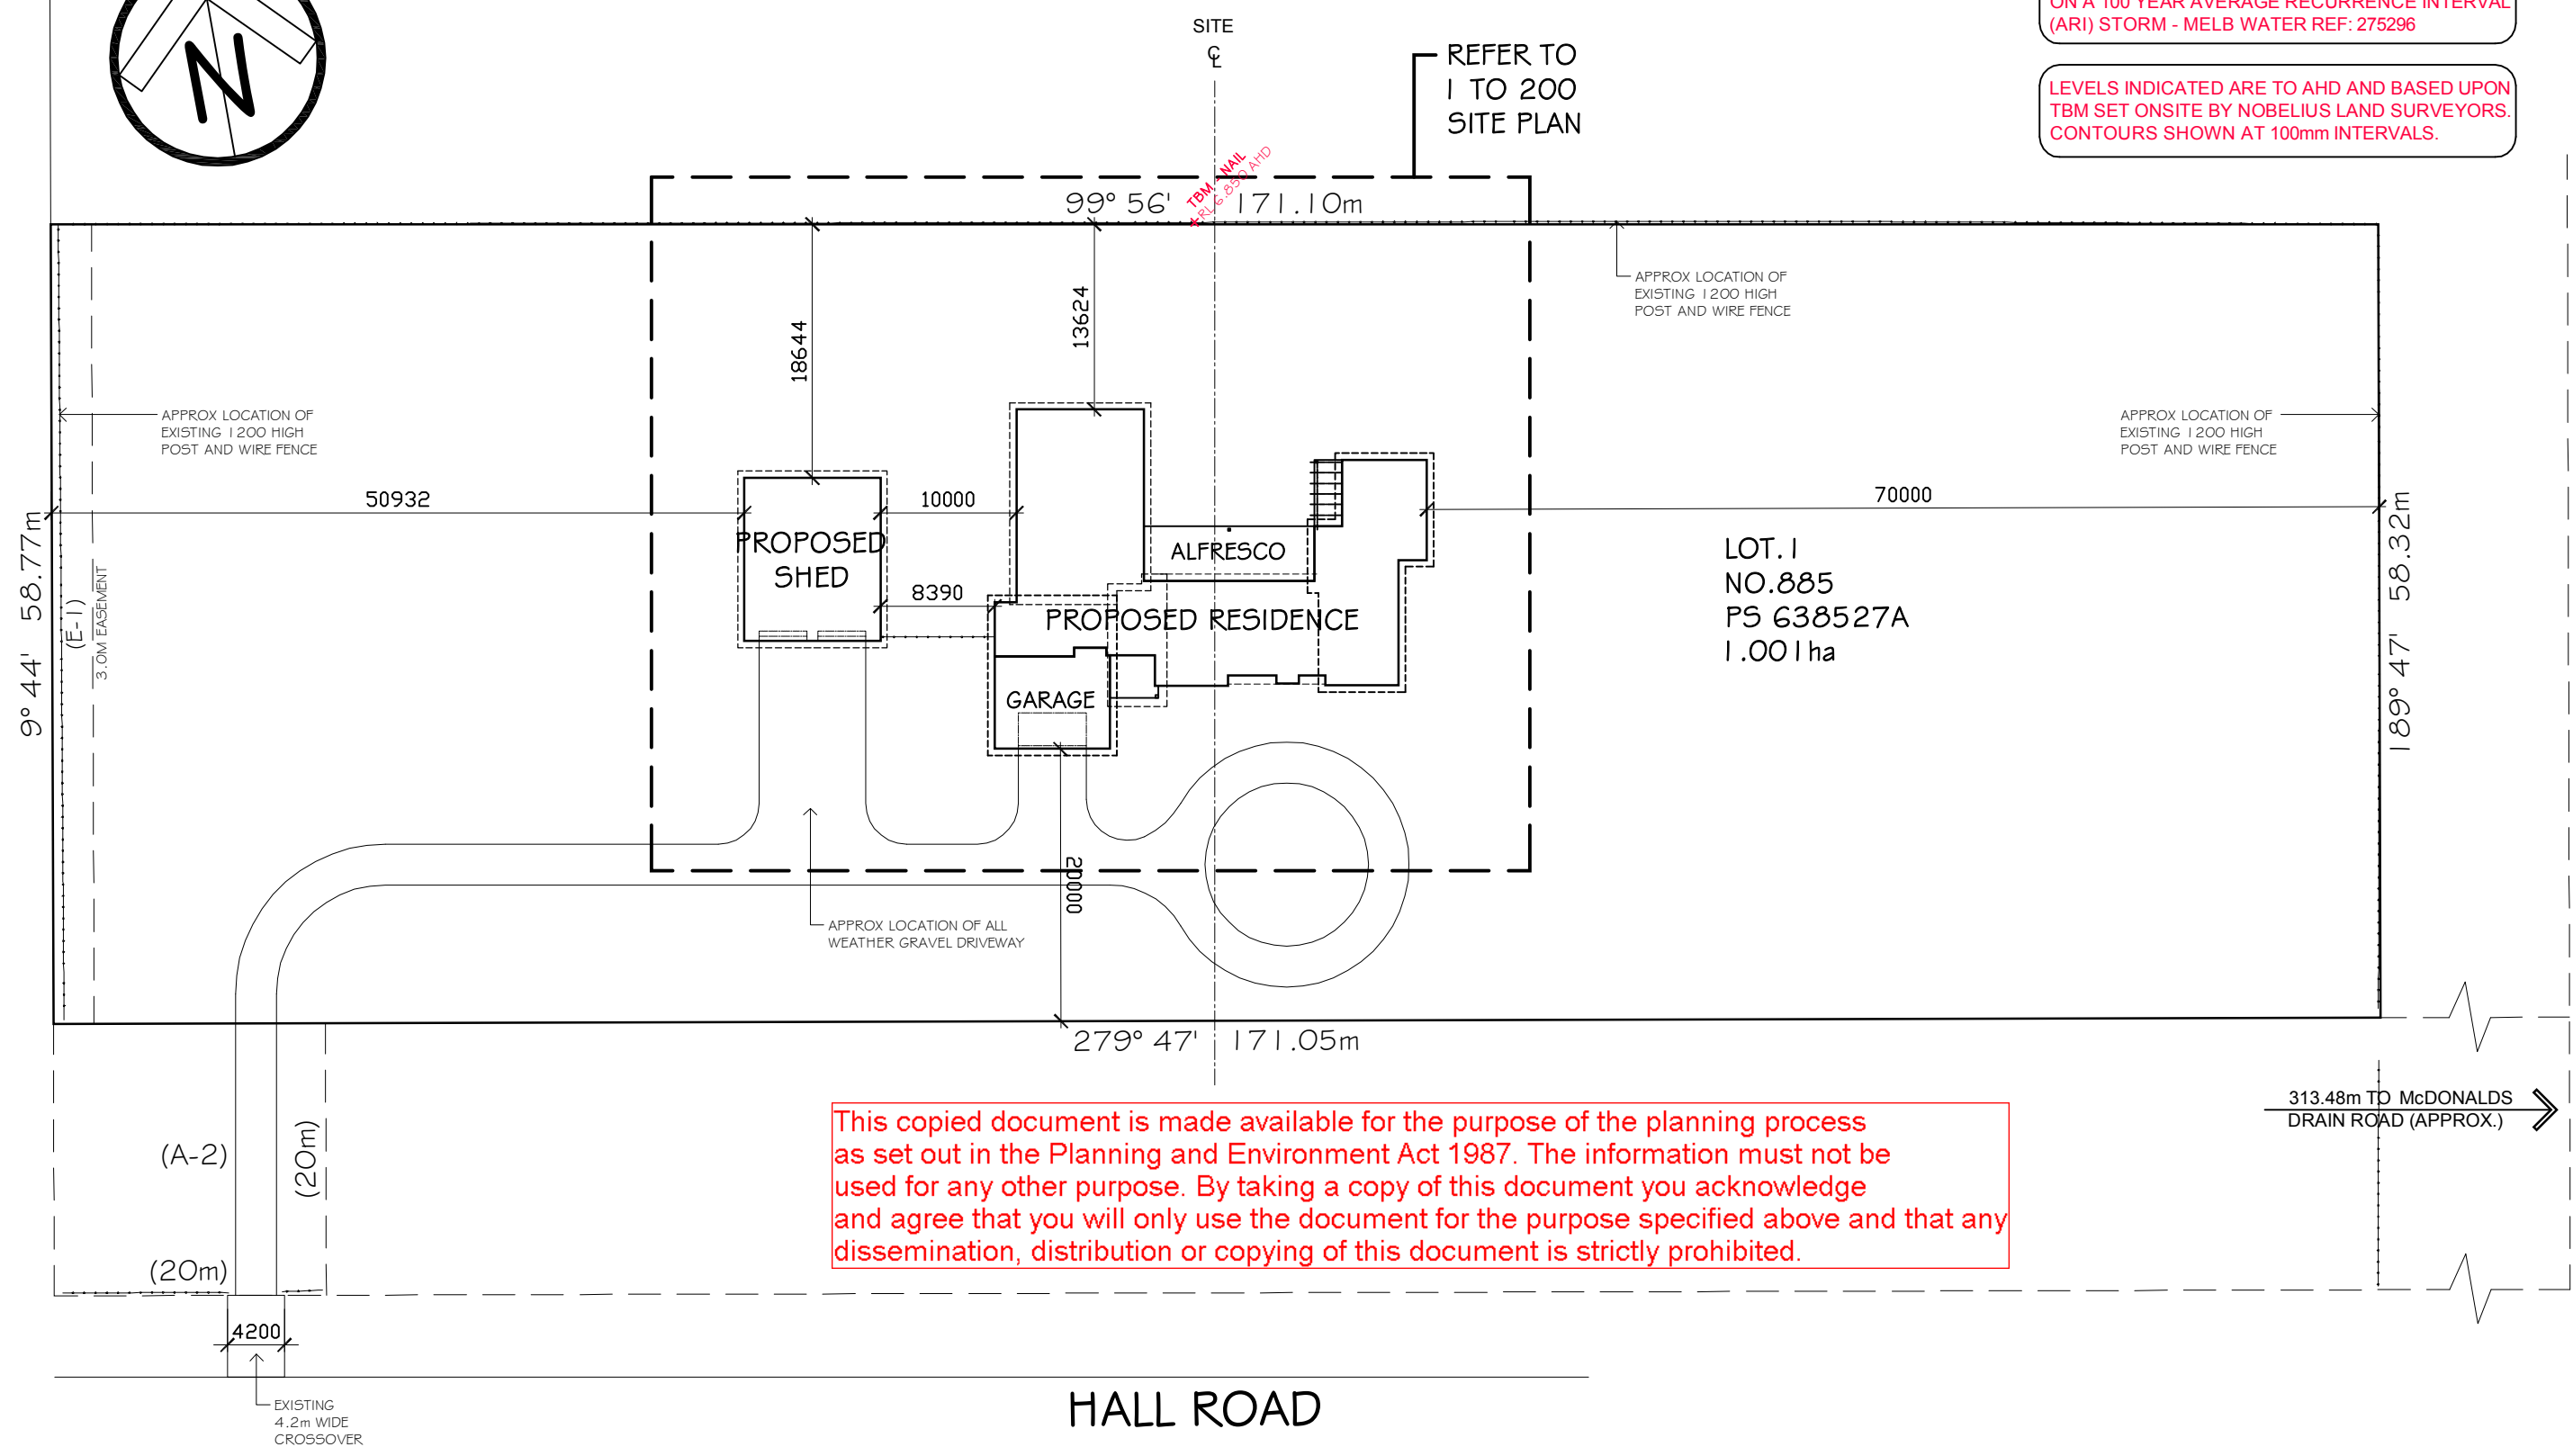 N
SITE
℄
REFER TO
1 TO 200
SITE PLAN
ON A 100 YEAR AVERAGE RECURRENCE INTERVAL
(ARI) STORM - MELB WATER REF: 275296
LEVELS INDICATED ARE TO AHD AND BASED UPON
TBM SET ONSITE BY NOBELIUS LAND SURVEYORS.
CONTOURS SHOWN AT 100mm INTERVALS.
TBM - NAIL
RL 6.850 AHD
99° 56' 171.10m
APPROX LOCATION OF
EXISTING 1200 HIGH
POST AND WIRE FENCE
18644
13624
APPROX LOCATION OF
EXISTING 1200 HIGH
POST AND WIRE FENCE
APPROX LOCATION OF
EXISTING 1200 HIGH
POST AND WIRE FENCE
50932
10000
70000
9° 44' 58.77m
(E-1)
3.0M EASEMENT
PROPOSED
SHED
8390
ALFRESCO
PROPOSED RESIDENCE
GARAGE
LOT.1
NO.885
PS 638527A
1.001ha
189° 47' 58.32m
20000
APPROX LOCATION OF ALL
WEATHER GRAVEL DRIVEWAY
279° 47' 171.05m
313.48m TO McDONALDS
DRAIN ROAD (APPROX.)
(A-2)
(20m)
(20m)
This copied document is made available for the purpose of the planning process
as set out in the Planning and Environment Act 1987. The information must not be
used for any other purpose. By taking a copy of this document you acknowledge
and agree that you will only use the document for the purpose specified above and that any
dissemination, distribution or copying of this document is strictly prohibited.
4200
EXISTING
4.2m WIDE
CROSSOVER
HALL ROAD